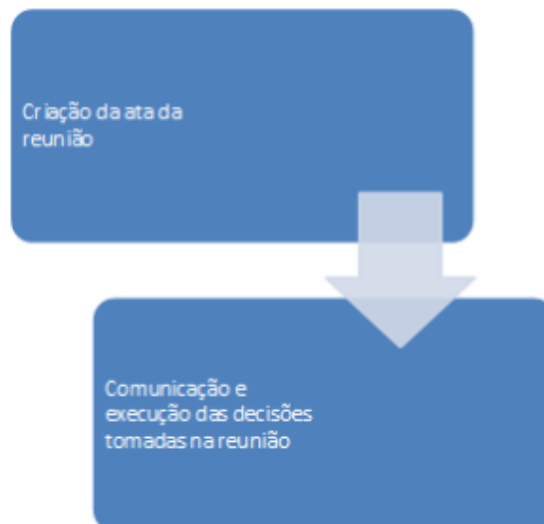 Criação da ata da
reunião
Comunicação e
execução das decisões
tomadas na reunião